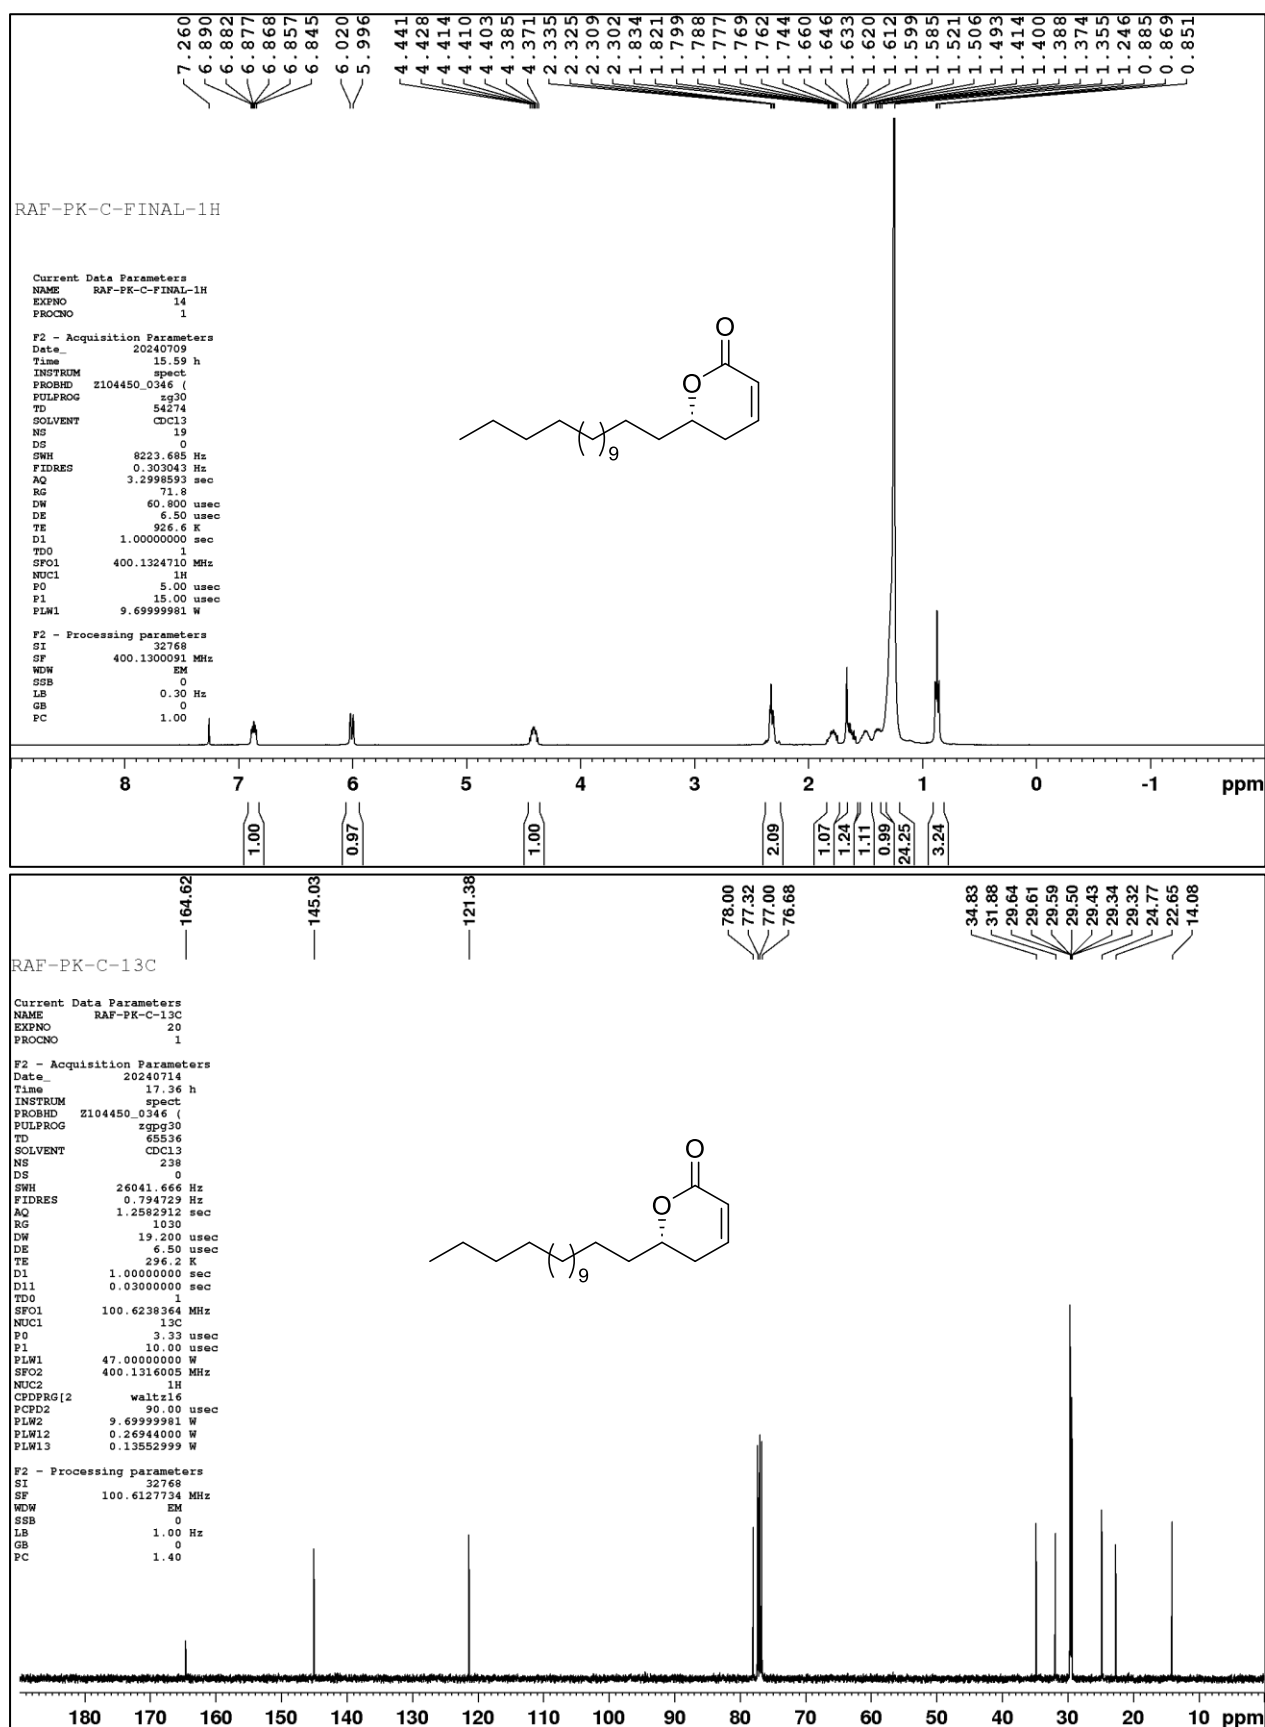 7.260
6.890
6.882
6.877
6.868
6.857
6.845
6.020
5.996
4.441
4.428
4.414
4.410
4.403
4.385
4.371
2.335
2.325
2.309
2.302
1.834
1.821
1.799
1.788
1.777
1.769
1.762
1.744
1.660
1.646
1.633
1.620
1.612
1.599
1.585
1.521
1.506
1.493
1.414
1.400
1.388
1.374
1.355
1.246
0.885
0.869
0.851
RAF-PK-C-FINAL-1H
Current Data Parameters
NAME RAF-PK-C-FINAL-1H
EXPNO 14
PROCNO 1
F2 - Acquisition Parameters
Date_ 20240709
Time 15.59 h
INSTRUM spect
PROBHD Z104450_0346 (
PULPROG zg30
TD 54274
SOLVENT CDCl3
NS 19
DS 0
SWH 8223.685 Hz
FIDRES 0.303043 Hz
AQ 3.2998593 sec
RG 71.8
DW 60.800 usec
DE 6.50 usec
TE 926.6 K
D1 1.00000000 sec
TD0 1
SFO1 400.1324710 MHz
NUC1 1H
P0 5.00 usec
P1 15.00 usec
PLW1 9.69999981 W
F2 - Processing parameters
SI 32768
SF 400.1300091 MHz
WDW EM
SSB 0
LB 0.30 Hz
GB 0
PC 1.00
O
O
9
8 7 6 5 4 3 2 1 0 -1 ppm
1.00
0.97
1.00
2.09
1.07
1.24
1.11
0.99
24.25
3.24
164.62
145.03
121.38
78.00
77.32
77.00
76.68
34.83
31.88
29.64
29.61
29.59
29.50
29.43
29.34
29.32
24.77
22.65
14.08
RAF-PK-C-13C
Current Data Parameters
NAME RAF-PK-C-13C
EXPNO 20
PROCNO 1
F2 - Acquisition Parameters
Date_ 20240714
Time 17.36 h
INSTRUM spect
PROBHD Z104450_0346 (
PULPROG zgpg30
TD 65536
SOLVENT CDCl3
NS 238
DS 0
SWH 26041.666 Hz
FIDRES 0.794729 Hz
AQ 1.2582912 sec
RG 1030
DW 19.200 usec
DE 6.50 usec
TE 296.2 K
D1 1.00000000 sec
D11 0.03000000 sec
TD0 1
SFO1 100.6238364 MHz
NUC1 13C
P0 3.33 usec
P1 10.00 usec
PLW1 47.00000000 W
SFO2 400.1316005 MHz
NUC2 1H
CPDPRG[2 waltz16
PCPD2 90.00 usec
PLW2 9.69999981 W
PLW12 0.26944000 W
PLW13 0.13552999 W
F2 - Processing parameters
SI 32768
SF 100.6127734 MHz
WDW EM
SSB 0
LB 1.00 Hz
GB 0
PC 1.40
O
O
9
180 170 160 150 140 130 120 110 100 90 80 70 60 50 40 30 20 10 ppm